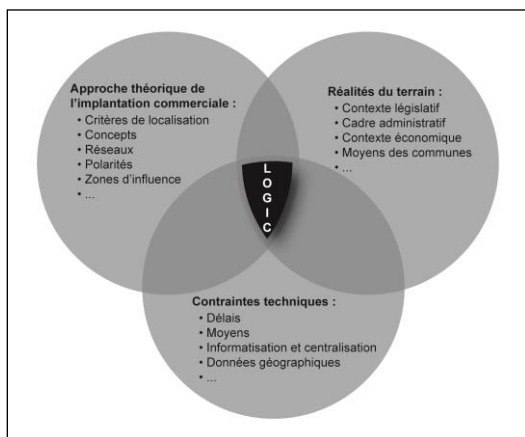 Approche théorique de
l'implantation commerciale :
• Critères de localisation
• Concepts
• Réseaux
• Polarités
• Zones d'influence
• ...
Réalités du terrain :
• Contexte législatif
• Cadre administratif
• Contexte économique
• Moyens des communes
• ...
LOGIC
Contraintes techniques :
• Délais
• Moyens
• Informatisation et centralisation
• Données géographiques
• ...